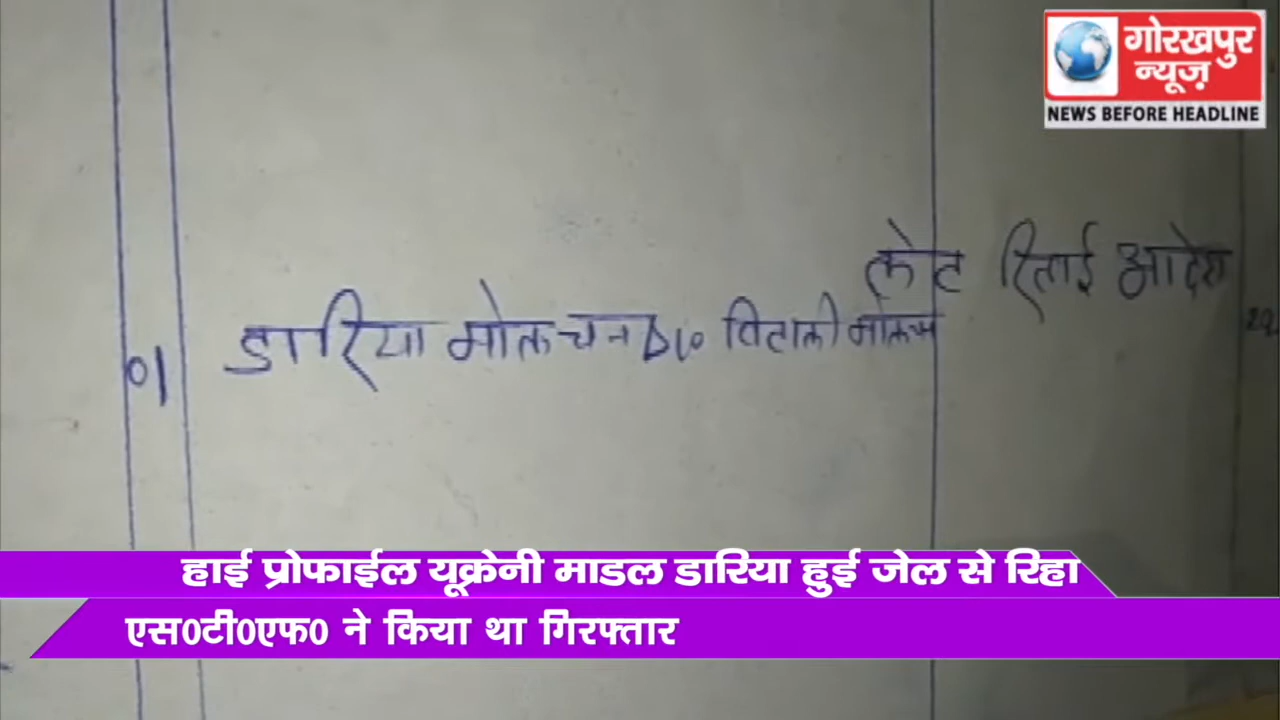 गोरखपुर
न्यूज़
NEWS BEFORE HEADLINE
लेट रिहाई आदेश
01 डारिया मोलचन D/o विटाली मोलचन
हाई प्रोफाईल यूक्रेनी माडल डारिया हुई जेल से रिहा
एस0टी0एफ0 ने किया था गिरफ्तार